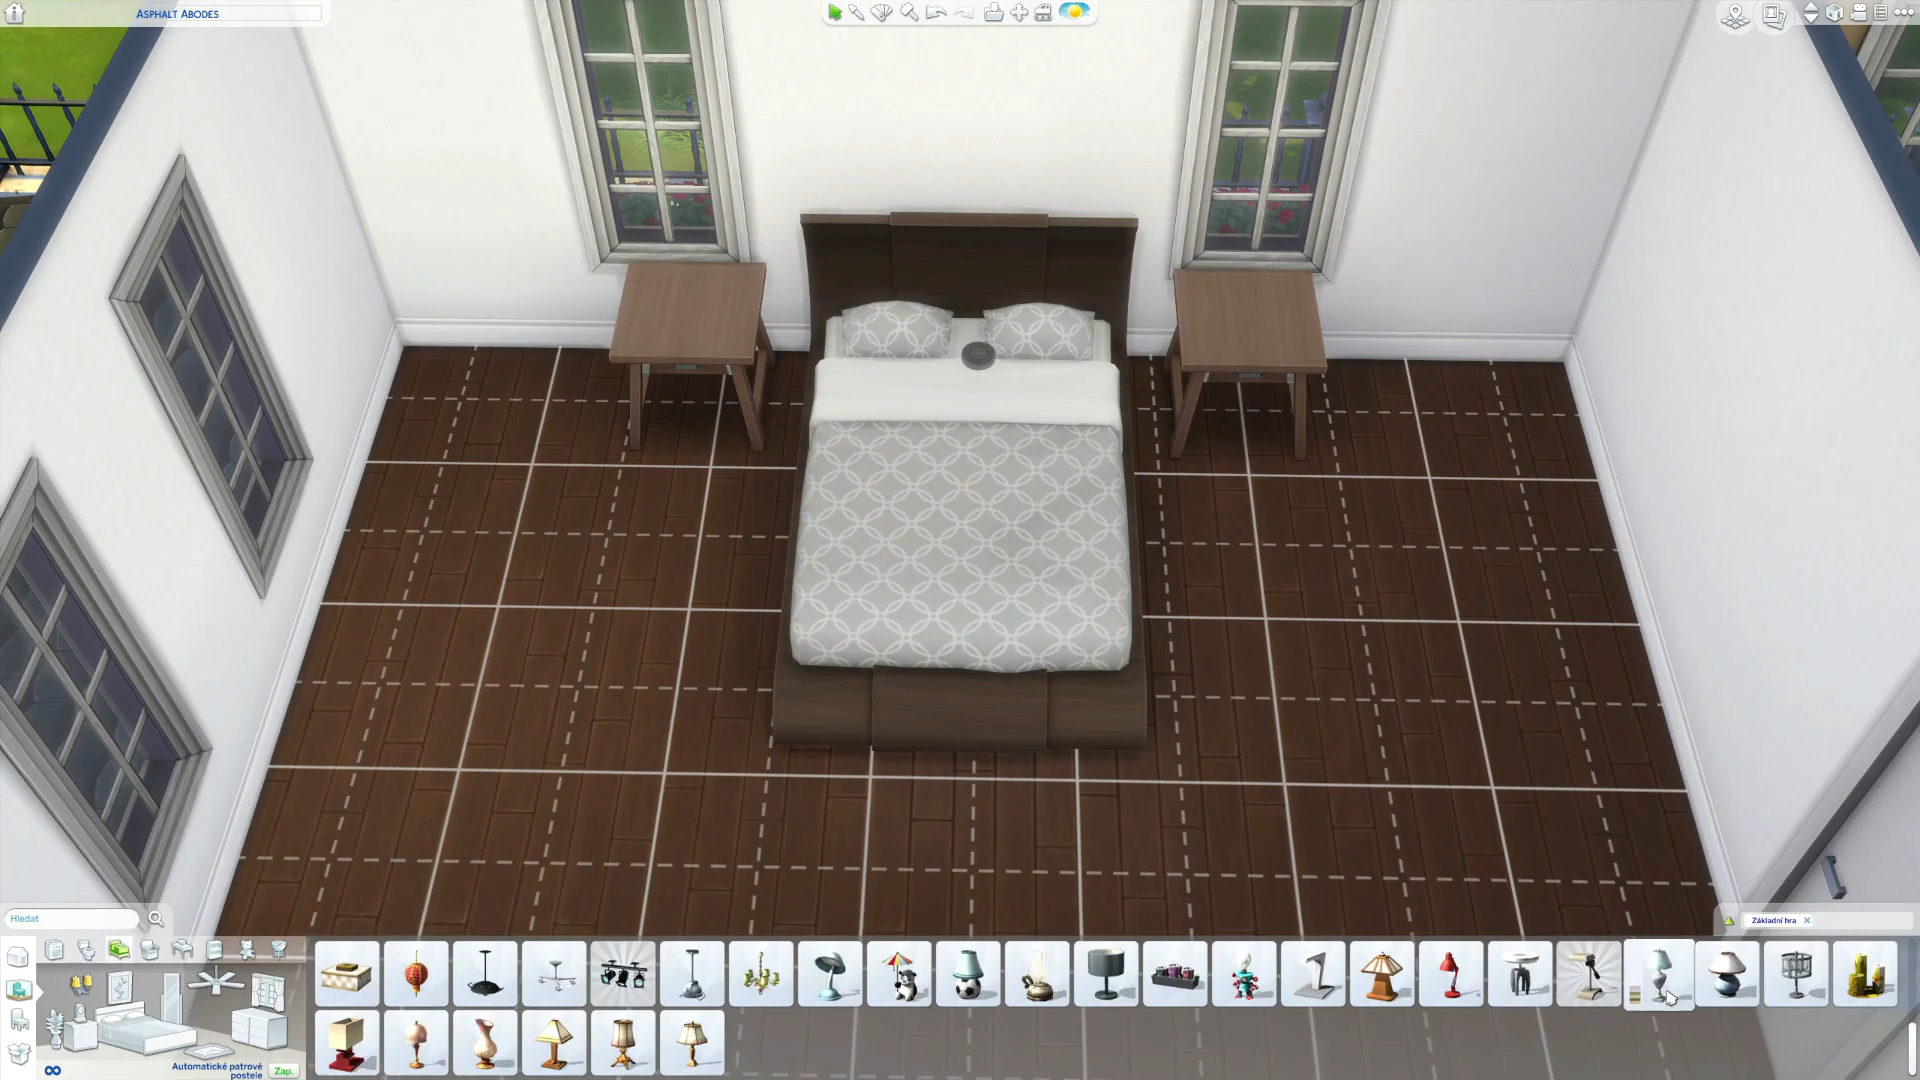 ASPHALT ABODES
Hledat
Základní hra
Automatické patrové
postele
Zap.